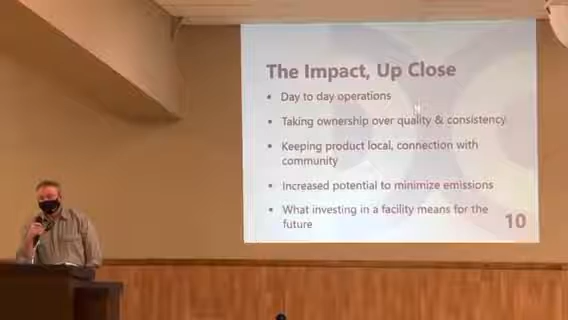 The Impact, Up Close
• Day to day operations
• Taking ownership over quality & consistency
• Keeping product local, connection with
community
• Increased potential to minimize emissions
• What investing in a facility means for the
future
10